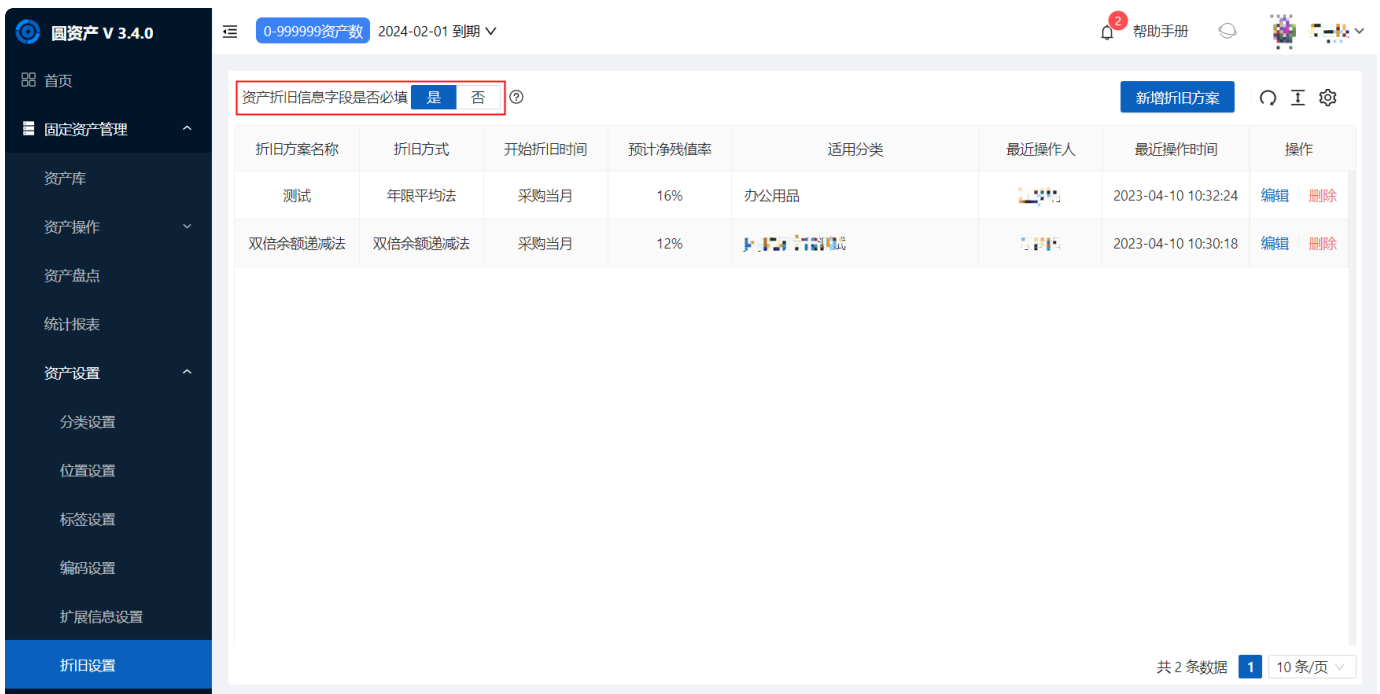 圆资产 V 3.4.0
0-999999资产数 2024-02-01 到期
2
帮助手册
首页
固定资产管理
资产库
资产操作
资产盘点
统计报表
资产设置
分类设置
位置设置
标签设置
编码设置
扩展信息设置
折旧设置
资产折旧信息字段是否必填 是 否
新增折旧方案
折旧方案名称 折旧方式 开始折旧时间 预计净残值率 适用分类 最近操作人 最近操作时间 操作
测试 年限平均法 采购当月 16% 办公用品 2023-04-10 10:32:24 编辑 删除
双倍余额递减法 双倍余额递减法 采购当月 12% 2023-04-10 10:30:18 编辑 删除
共 2 条数据 1 10 条/页